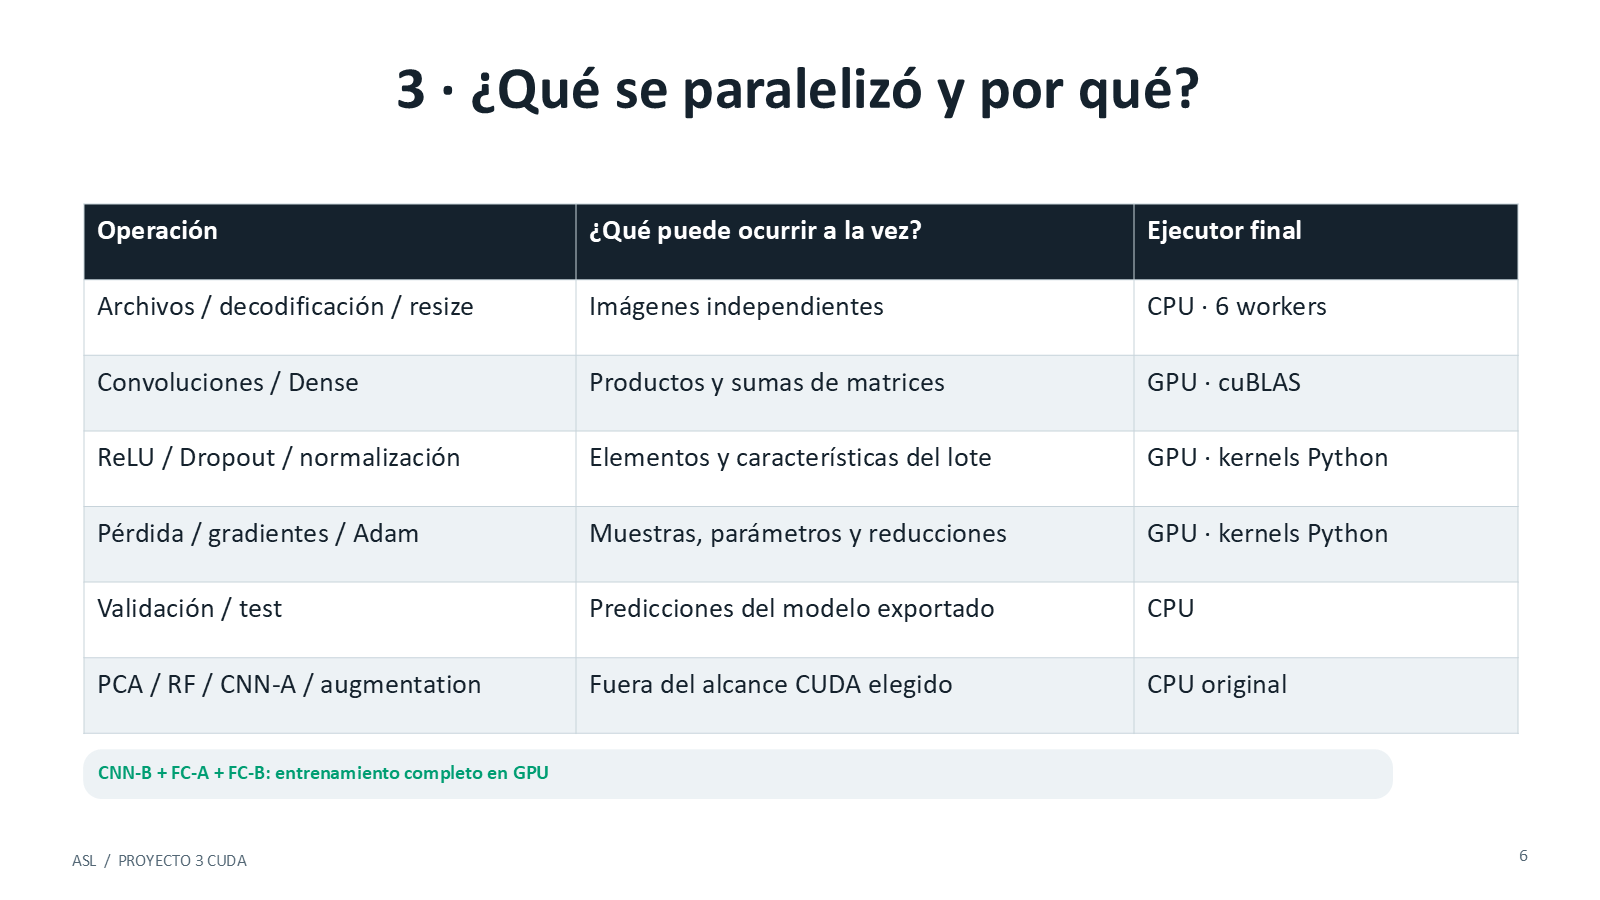 3 · ¿Qué se paralelizó y por qué?
Operación ¿Qué puede ocurrir a la vez? Ejecutor final
Archivos / decodificación / resize Imágenes independientes CPU · 6 workers
Convoluciones / Dense Productos y sumas de matrices GPU · cuBLAS
ReLU / Dropout / normalización Elementos y características del lote GPU · kernels Python
Pérdida / gradientes / Adam Muestras, parámetros y reducciones GPU · kernels Python
Validación / test Predicciones del modelo exportado CPU
PCA / RF / CNN-A / augmentation Fuera del alcance CUDA elegido CPU original
CNN-B + FC-A + FC-B: entrenamiento completo en GPU
ASL / PROYECTO 3 CUDA 6